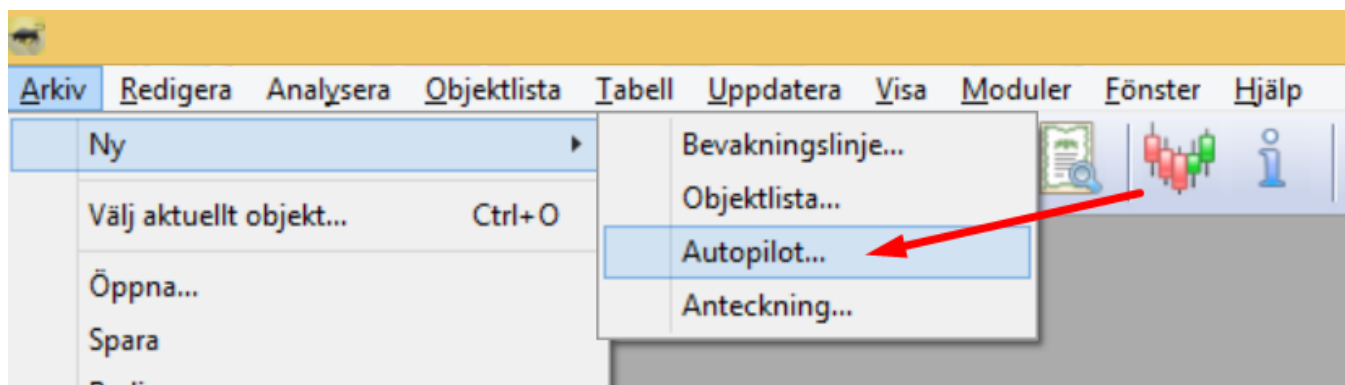 Arkiv Redigera Analysera Objektlista Tabell Uppdatera Visa Moduler Fönster Hjälp
Ny
Bevakningslinje...
Objektlista...
Välj aktuellt objekt... Ctrl+O
Autopilot...
Öppna...
Anteckning...
Spara